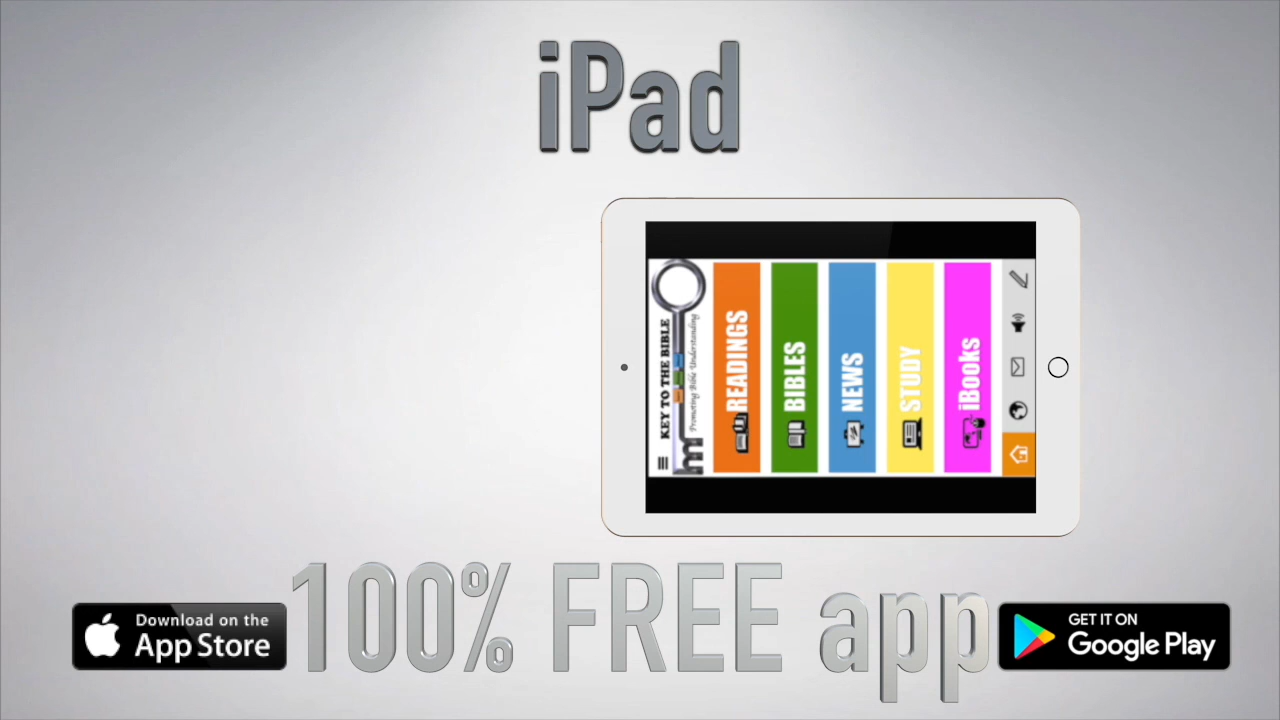 iPad
KEY TO THE BIBLE
Promoting Bible Understanding
READINGS
BIBLES
NEWS
STUDY
iBooks
100% FREE app
Download on the
App Store
GET IT ON
Google Play